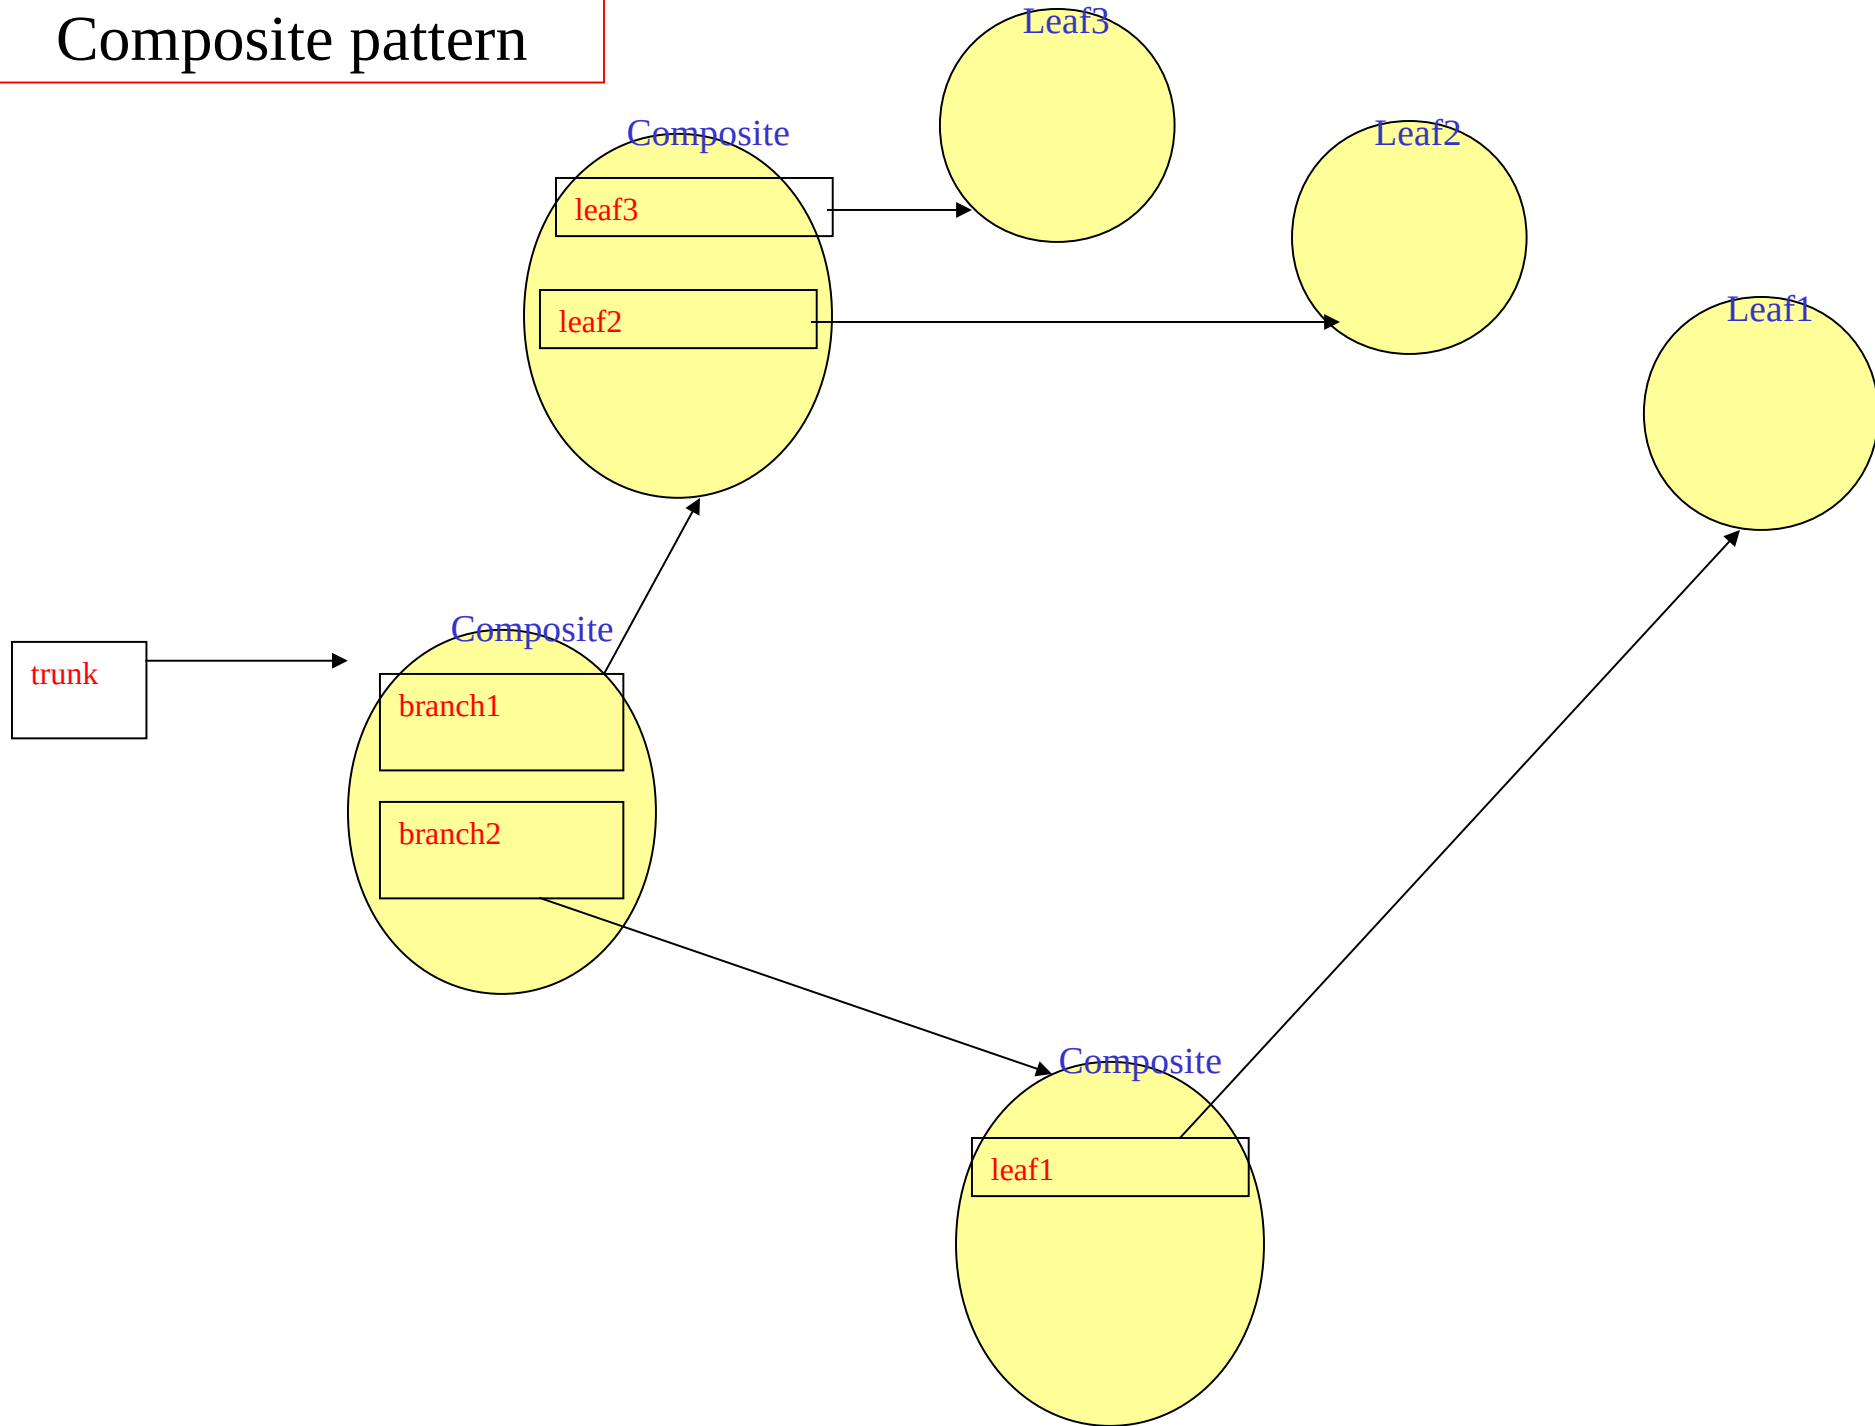 Composite pattern
Leaf3
Composite
Leaf2
leaf3
Leaf1
leaf2
Composite
trunk
branch1
branch2
Composite
leaf1